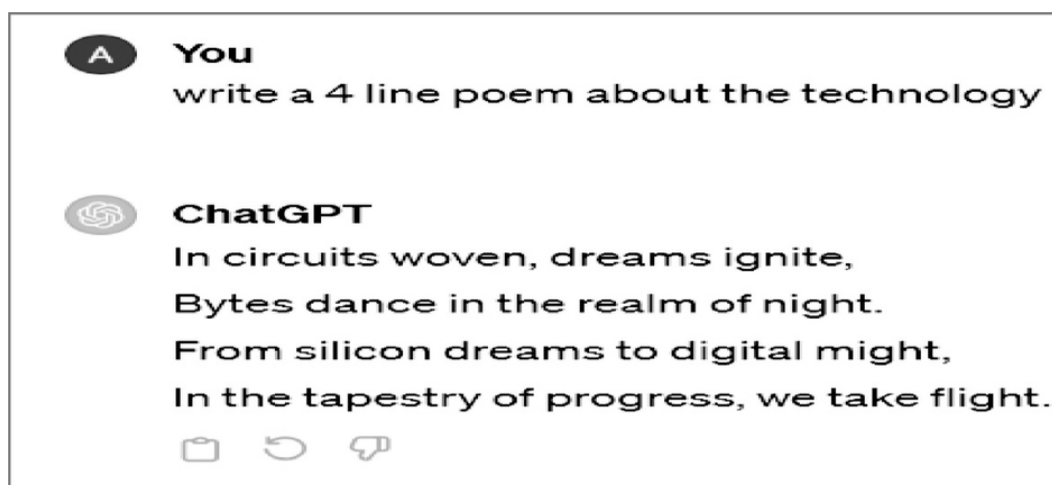 A
You
write a 4 line poem about the technology
ChatGPT
In circuits woven, dreams ignite,
Bytes dance in the realm of night.
From silicon dreams to digital might,
In the tapestry of progress, we take flight.